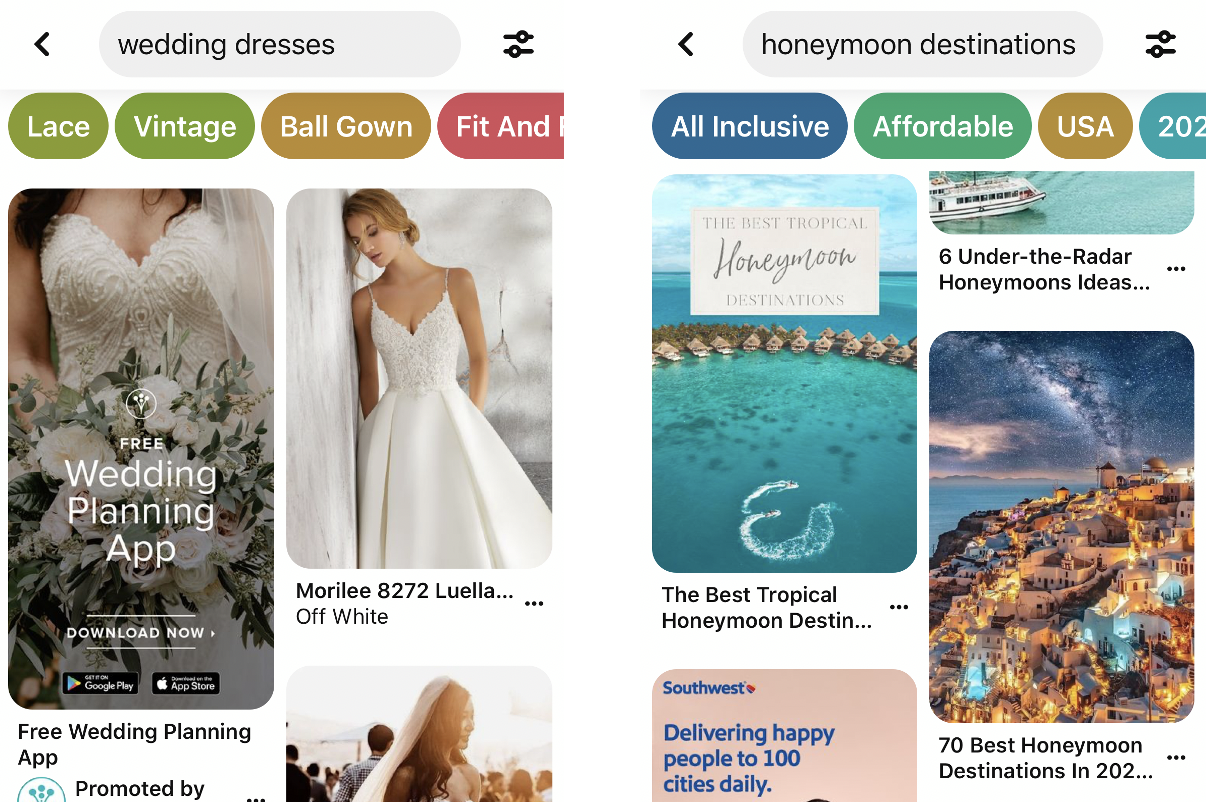 wedding dresses
Lace
Vintage
Ball Gown
Fit And
FREE
Wedding
Planning
App
DOWNLOAD NOW ›
GET IT ON
Google Play
Download on the
App Store
Free Wedding Planning
App
Promoted by
Morilee 8272 Luella...
Off White
honeymoon destinations
All Inclusive
Affordable
USA
202
THE BEST TROPICAL
Honeymoon
DESTINATIONS
The Best Tropical
Honeymoon Destin...
Southwest
Delivering happy
people to 100
cities daily.
6 Under-the-Radar
Honeymoons Ideas...
70 Best Honeymoon
Destinations In 202...